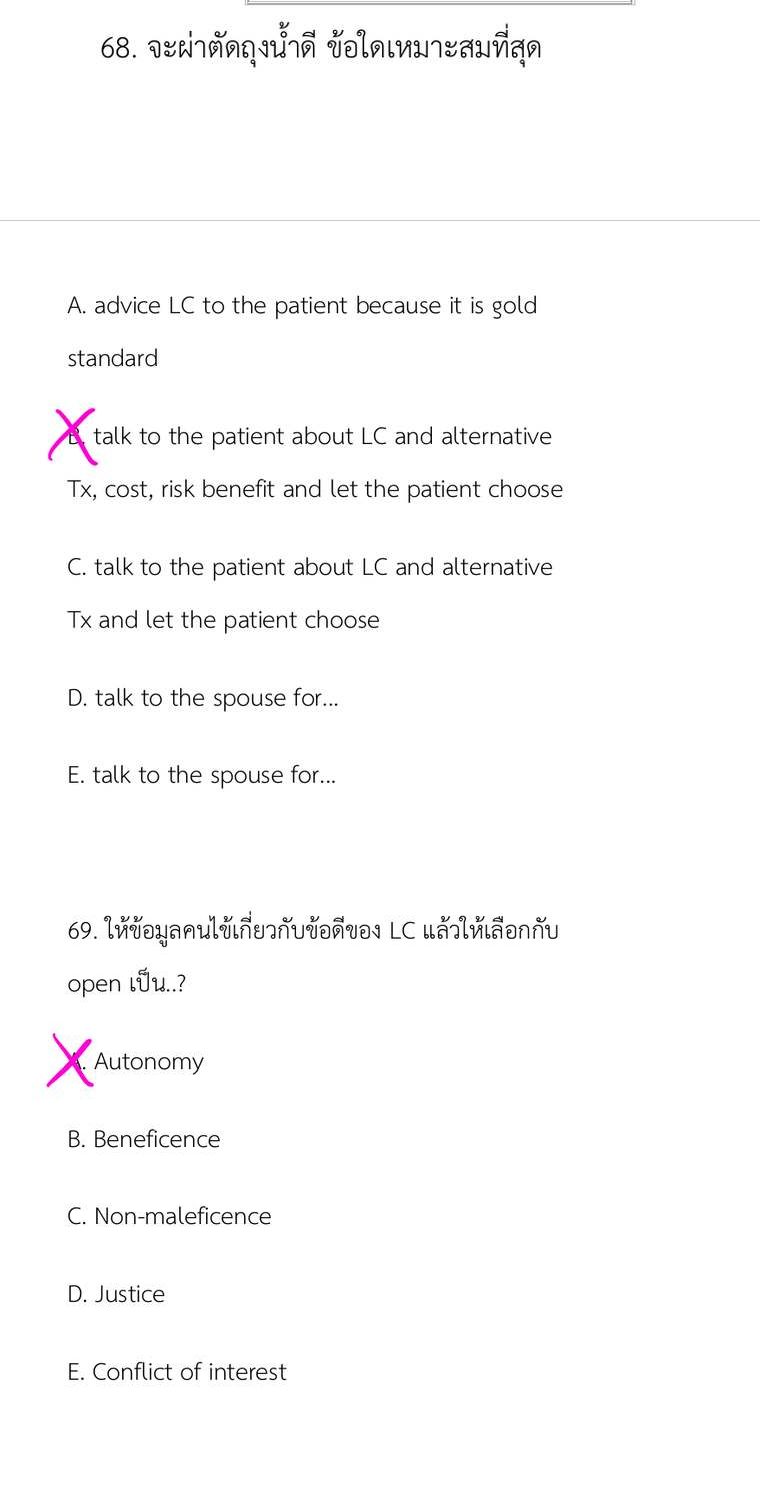 68. จะผ่าตัดถุงน้ำดี ข้อใดเหมาะสมที่สุด
A. advice LC to the patient because it is gold
standard
B. talk to the patient about LC and alternative
Tx, cost, risk benefit and let the patient choose
C. talk to the patient about LC and alternative
Tx and let the patient choose
D. talk to the spouse for...
E. talk to the spouse for...
69. ให้ข้อมูลคนไข้เกี่ยวกับข้อดีของ LC แล้วให้เลือกกับ
open เป็น..?
A. Autonomy
B. Beneficence
C. Non-maleficence
D. Justice
E. Conflict of interest